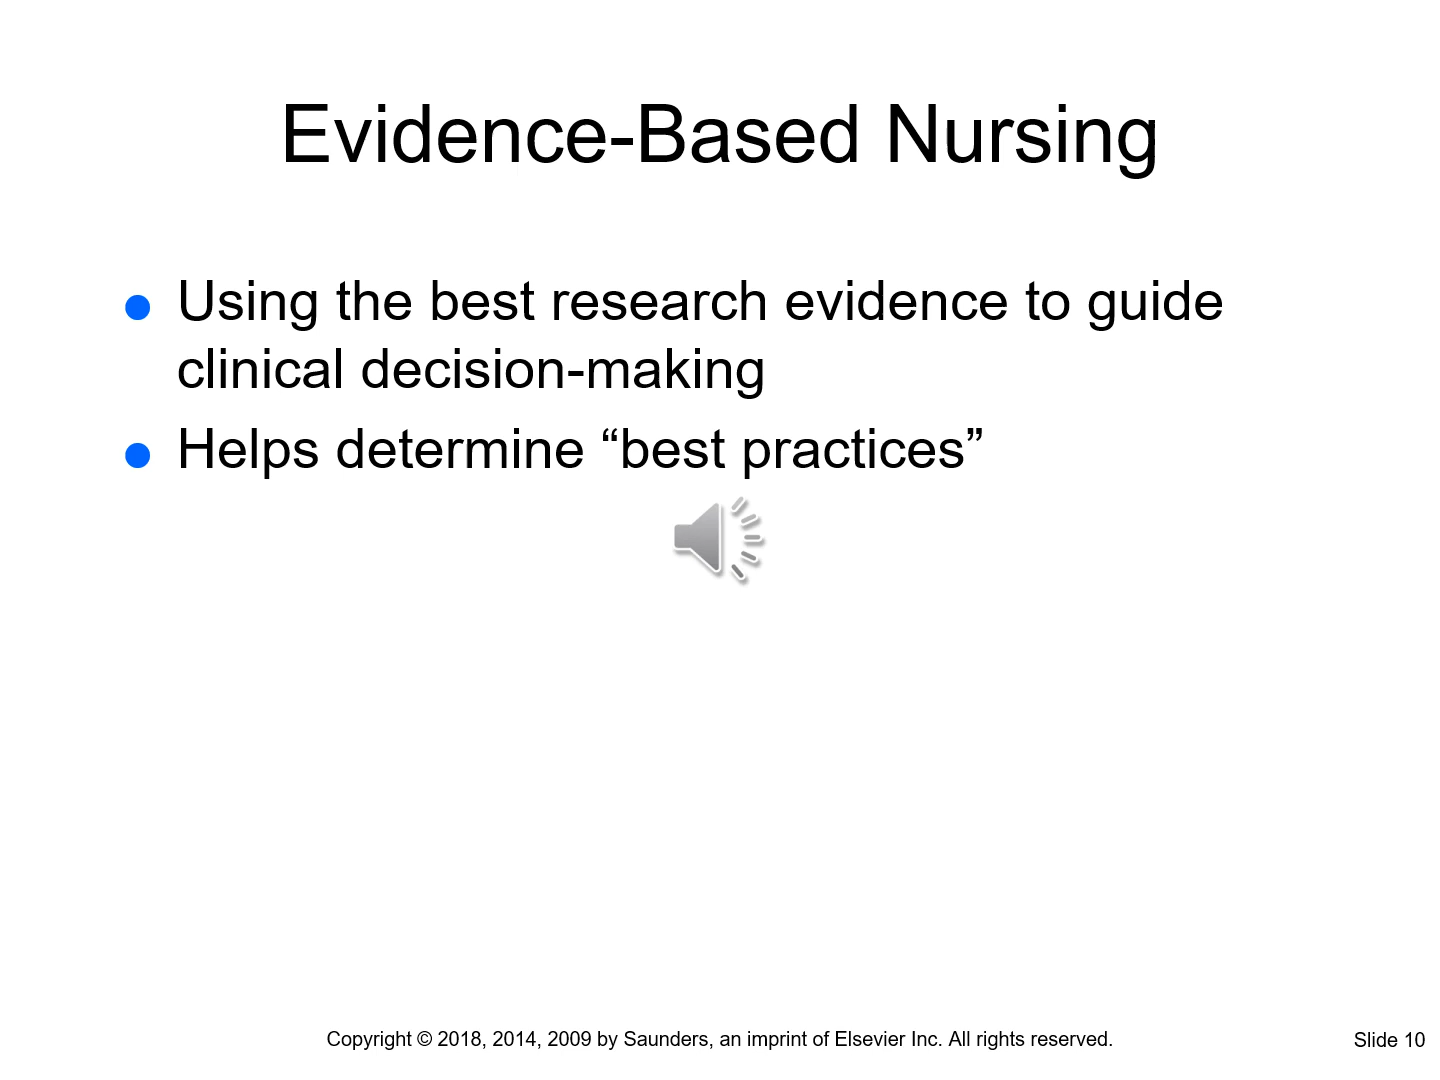 Evidence-Based Nursing
● Using the best research evidence to guide
clinical decision-making
● Helps determine “best practices”
Copyright © 2018, 2014, 2009 by Saunders, an imprint of Elsevier Inc. All rights reserved.
Slide 10